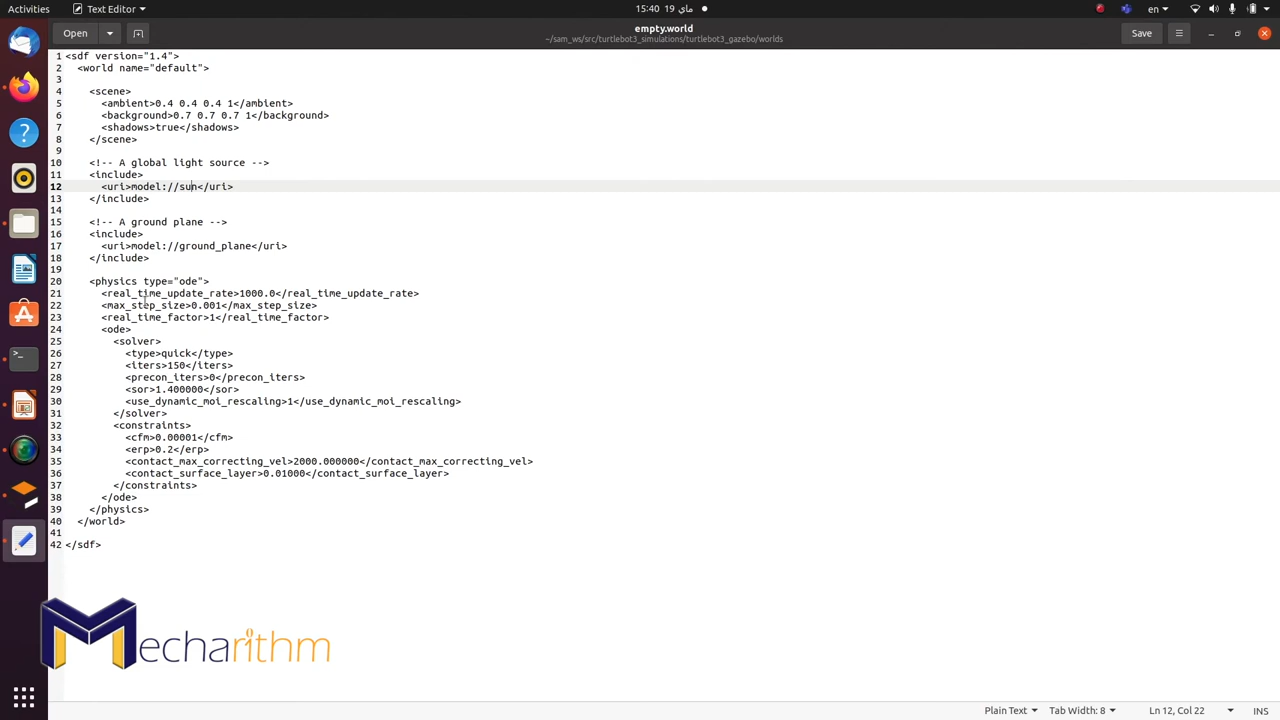 Activities
Text Editor
15:40 19 ماي
en
Open
empty.world
~/sam_ws/src/turtlebot3_simulations/turtlebot3_gazebo/worlds
Save
1 <sdf version="1.4">
2   <world name="default">
3
4     <scene>
5       <ambient>0.4 0.4 0.4 1</ambient>
6       <background>0.7 0.7 0.7 1</background>
7       <shadows>true</shadows>
8     </scene>
9
10     <!-- A global light source -->
11     <include>
12       <uri>model://sun</uri>
13     </include>
14
15     <!-- A ground plane -->
16     <include>
17       <uri>model://ground_plane</uri>
18     </include>
19
20     <physics type="ode">
21       <real_time_update_rate>1000.0</real_time_update_rate>
22       <max_step_size>0.001</max_step_size>
23       <real_time_factor>1</real_time_factor>
24       <ode>
25         <solver>
26           <type>quick</type>
27           <iters>150</iters>
28           <precon_iters>0</precon_iters>
29           <sor>1.400000</sor>
30           <use_dynamic_moi_rescaling>1</use_dynamic_moi_rescaling>
31         </solver>
32         <constraints>
33           <cfm>0.00001</cfm>
34           <erp>0.2</erp>
35           <contact_max_correcting_vel>2000.000000</contact_max_correcting_vel>
36           <contact_surface_layer>0.01000</contact_surface_layer>
37         </constraints>
38       </ode>
39     </physics>
40   </world>
41
42 </sdf>
Mecharithm
Plain Text
Tab Width: 8
Ln 12, Col 22
INS